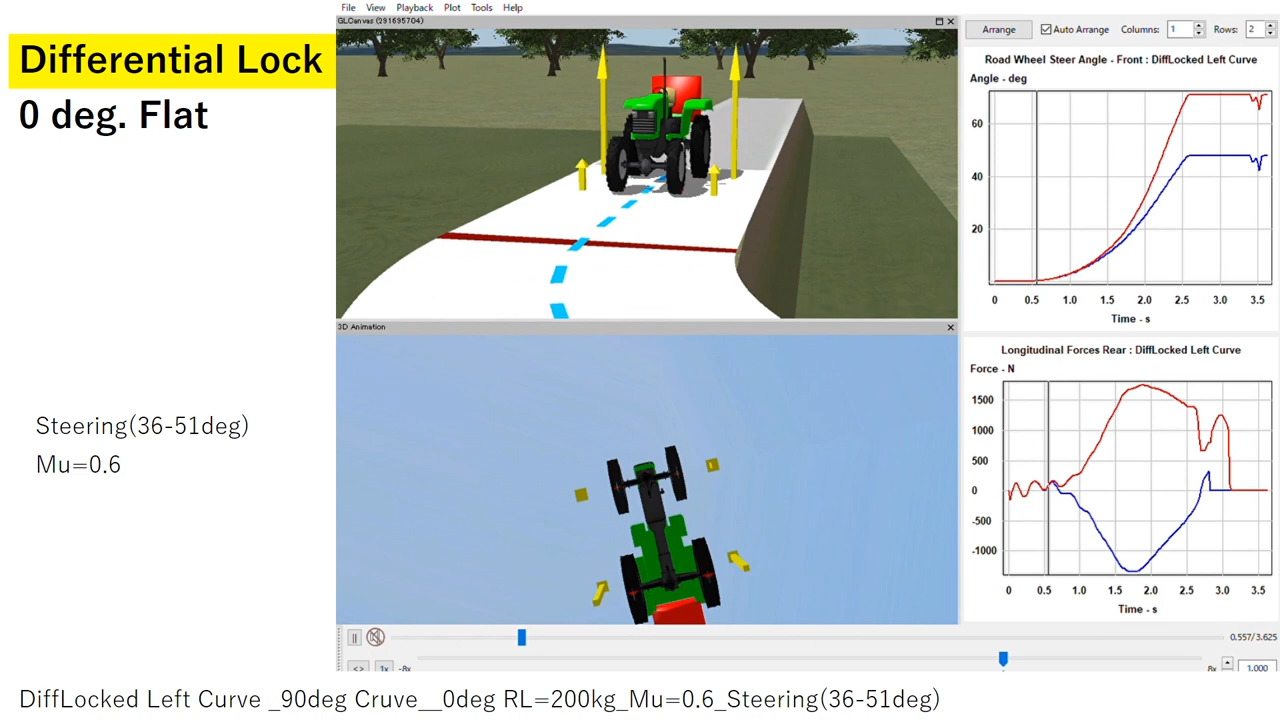 Differential Lock
0 deg. Flat
Steering(36-51deg)
Mu=0.6
File View Playback Plot Tools Help
GLCanvas (291695704)
3D Animation
0.557/3.625
<> 1x -8x 8x 1.000
Arrange Auto Arrange Columns: 1 Rows: 2
Road Wheel Steer Angle - Front : DiffLocked Left Curve
Angle - deg
60
40
20
0 0.5 1.0 1.5 2.0 2.5 3.0 3.5
Time - s
Longitudinal Forces Rear : DiffLocked Left Curve
Force - N
1500
1000
500
0
-500
-1000
0 0.5 1.0 1.5 2.0 2.5 3.0 3.5
Time - s
DiffLocked Left Curve _90deg Cruve__0deg RL=200kg_Mu=0.6_Steering(36-51deg)